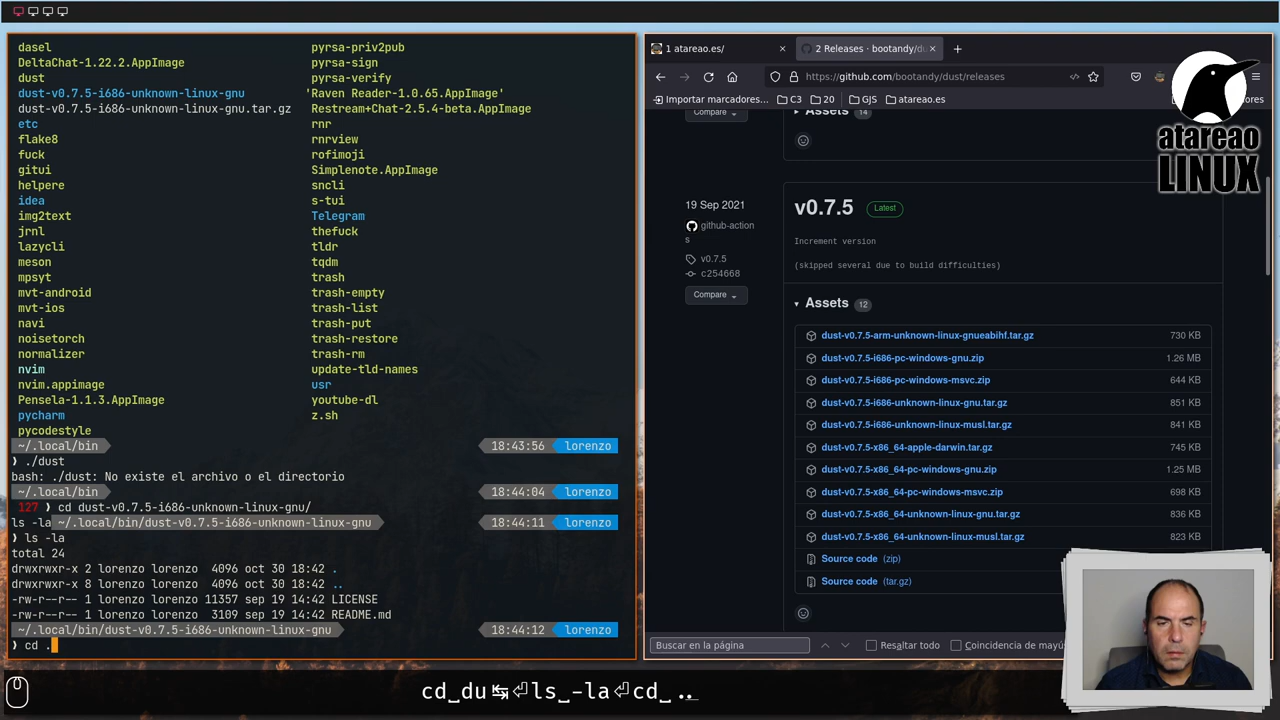 dasel pyrsa-priv2pub
DeltaChat-1.22.2.AppImage pyrsa-sign
dust pyrsa-verify
dust-v0.7.5-i686-unknown-linux-gnu 'Raven Reader-1.0.65.AppImage'
dust-v0.7.5-i686-unknown-linux-gnu.tar.gz Restream+Chat-2.5.4-beta.AppImage
etc rnr
flake8 rnrview
fuck rofimoji
gitui Simplenote.AppImage
helpere sncli
idea s-tui
img2text Telegram
jrnl thefuck
lazycli tldr
meson tqdm
mpsyt trash
mvt-android trash-empty
mvt-ios trash-list
navi trash-put
noisetorch trash-restore
normalizer trash-rm
nvim update-tld-names
nvim.appimage usr
Pensela-1.1.3.AppImage youtube-dl
pycharm z.sh
pycodestyle
~/.local/bin 18:43:56 lorenzo
❯ ./dust
bash: ./dust: No existe el archivo o el directorio
~/.local/bin 18:44:04 lorenzo
127 ❯ cd dust-v0.7.5-i686-unknown-linux-gnu/
ls -la ~/.local/bin/dust-v0.7.5-i686-unknown-linux-gnu 18:44:11 lorenzo
❯ ls -la
total 24
drwxrwxr-x 2 lorenzo lorenzo 4096 oct 30 18:42 .
drwxrwxr-x 8 lorenzo lorenzo 4096 oct 30 18:42 ..
-rw-r--r-- 1 lorenzo lorenzo 11357 sep 19 14:42 LICENSE
-rw-r--r-- 1 lorenzo lorenzo 3109 sep 19 14:42 README.md
~/.local/bin/dust-v0.7.5-i686-unknown-linux-gnu 18:44:12 lorenzo
❯ cd .
1 atareao.es/
2 Releases · bootandy/du
https://github.com/bootandy/dust/releases
Importar marcadores... C3 20 GJS atareao.es
atareao
LINUX
Compare
Assets 14
19 Sep 2021
github-action
s
v0.7.5
c254668
Compare
v0.7.5 Latest
Increment version
(skipped several due to build difficulties)
Assets 12
dust-v0.7.5-arm-unknown-linux-gnueabihf.tar.gz 730 KB
dust-v0.7.5-i686-pc-windows-gnu.zip 1.26 MB
dust-v0.7.5-i686-pc-windows-msvc.zip 644 KB
dust-v0.7.5-i686-unknown-linux-gnu.tar.gz 851 KB
dust-v0.7.5-i686-unknown-linux-musl.tar.gz 841 KB
dust-v0.7.5-x86_64-apple-darwin.tar.gz 745 KB
dust-v0.7.5-x86_64-pc-windows-gnu.zip 1.25 MB
dust-v0.7.5-x86_64-pc-windows-msvc.zip 698 KB
dust-v0.7.5-x86_64-unknown-linux-gnu.tar.gz 836 KB
dust-v0.7.5-x86_64-unknown-linux-musl.tar.gz 823 KB
Source code (zip)
Source code (tar.gz)
Buscar en la página Resaltar todo Coincidencia de mayú
cd␣du↹⏎ls␣-la⏎cd␣..